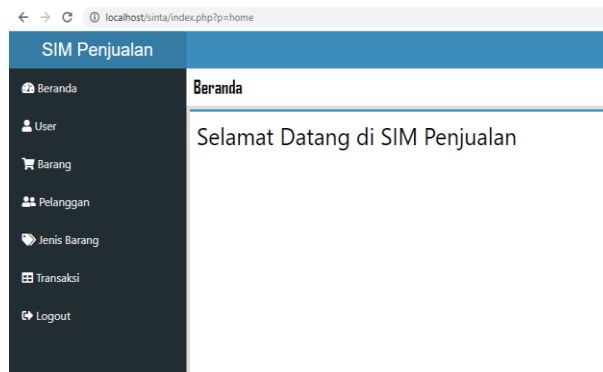 localhost/sinta/index.php?p=home
SIM Penjualan
Beranda
User
Barang
Pelanggan
Jenis Barang
Transaksi
Logout
Beranda
Selamat Datang di SIM Penjualan